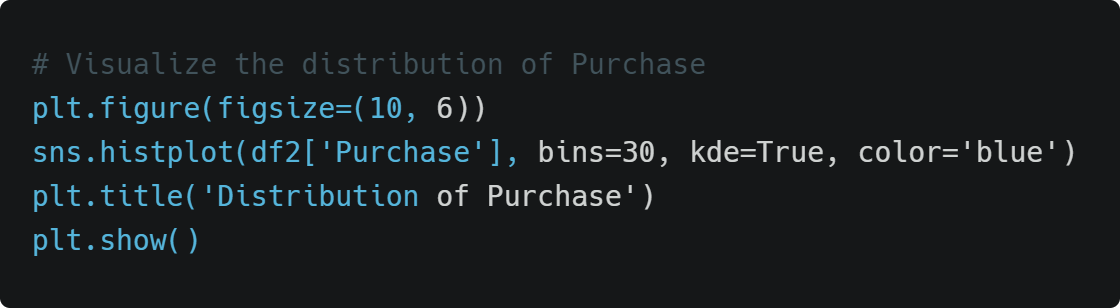 # Visualize the distribution of Purchase
plt.figure(figsize=(10, 6))
sns.histplot(df2['Purchase'], bins=30, kde=True, color='blue')
plt.title('Distribution of Purchase')
plt.show()